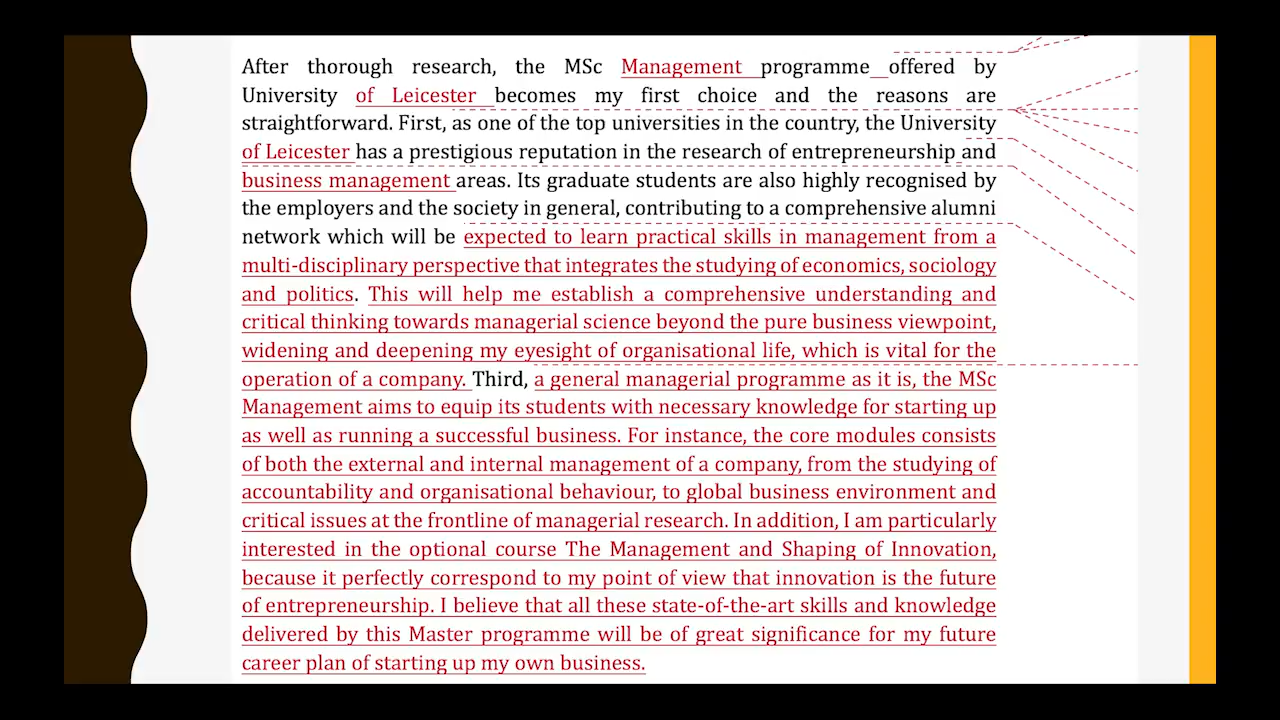 After thorough research, the MSc Management programme offered by
University of Leicester becomes my first choice and the reasons are
straightforward. First, as one of the top universities in the country, the University
of Leicester has a prestigious reputation in the research of entrepreneurship and
business management areas. Its graduate students are also highly recognised by
the employers and the society in general, contributing to a comprehensive alumni
network which will be expected to learn practical skills in management from a
multi-disciplinary perspective that integrates the studying of economics, sociology
and politics. This will help me establish a comprehensive understanding and
critical thinking towards managerial science beyond the pure business viewpoint,
widening and deepening my eyesight of organisational life, which is vital for the
operation of a company. Third, a general managerial programme as it is, the MSc
Management aims to equip its students with necessary knowledge for starting up
as well as running a successful business. For instance, the core modules consists
of both the external and internal management of a company, from the studying of
accountability and organisational behaviour, to global business environment and
critical issues at the frontline of managerial research. In addition, I am particularly
interested in the optional course The Management and Shaping of Innovation,
because it perfectly correspond to my point of view that innovation is the future
of entrepreneurship. I believe that all these state-of-the-art skills and knowledge
delivered by this Master programme will be of great significance for my future
career plan of starting up my own business.